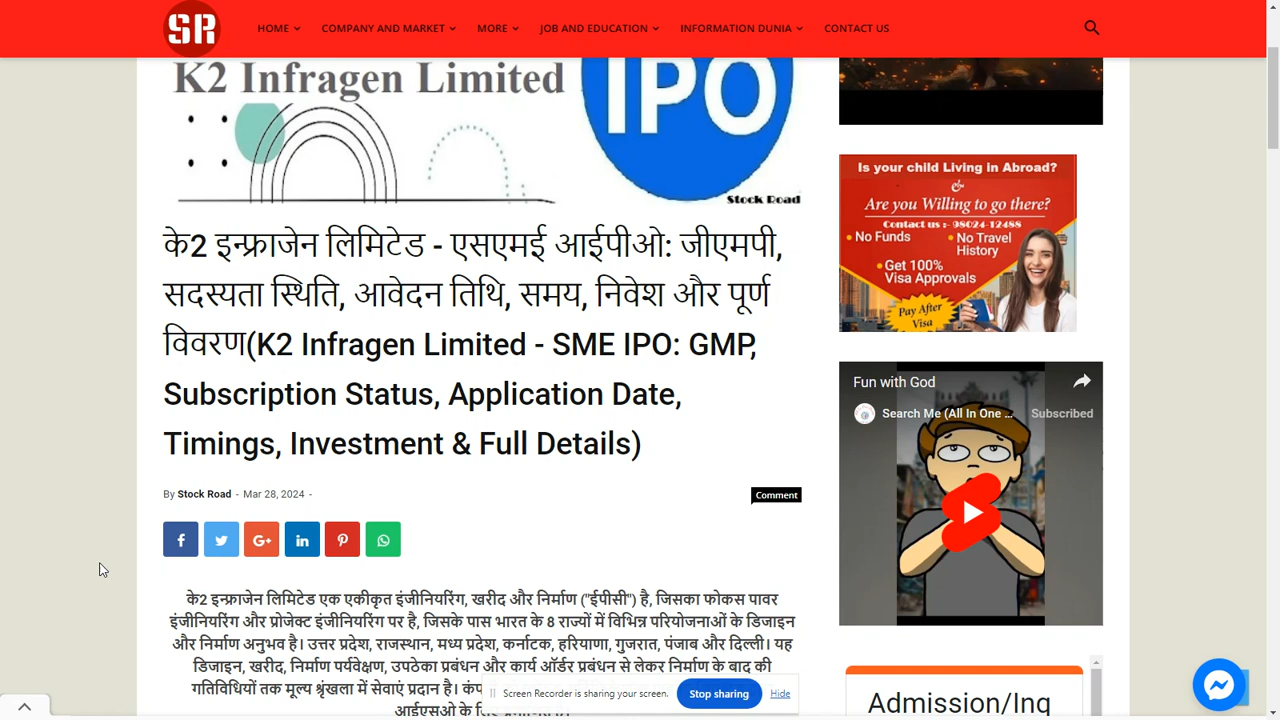 SR
HOME
COMPANY AND MARKET
MORE
JOB AND EDUCATION
INFORMATION DUNIA
CONTACT US
K2 Infragen Limited
IPO
Stock Road
के2 इन्फ्राजेन लिमिटेड - एसएमई आईपीओ: जीएमपी,
सदस्यता स्थिति, आवेदन तिथि, समय, निवेश और पूर्ण
विवरण(K2 Infragen Limited - SME IPO: GMP,
Subscription Status, Application Date,
Timings, Investment & Full Details)
By Stock Road - Mar 28, 2024 -
Comment
के2 इन्फ्राजेन लिमिटेड एक एकीकृत इंजीनियरिंग, खरीद और निर्माण ("ईपीसी") है, जिसका फोकस पावर
इंजीनियरिंग और प्रोजेक्ट इंजीनियरिंग पर है, जिसके पास भारत के 8 राज्यों में विभिन्न परियोजनाओं के डिजाइन
और निर्माण अनुभव है। उत्तर प्रदेश, राजस्थान, मध्य प्रदेश, कर्नाटक, हरियाणा, गुजरात, पंजाब और दिल्ली। यह
डिजाइन, खरीद, निर्माण पर्यवेक्षण, उपठेका प्रबंधन और कार्य ऑर्डर प्रबंधन से लेकर निर्माण के बाद की
गतिविधियों तक मूल्य श्रृंखला में सेवाएं प्रदान है।
आईएसओ के लिए
Is your child Living in Abroad?
Are you Willing to go there?
Contact us :- 98024-12488
No Funds
No Travel History
Get 100% Visa Approvals
Pay After Visa
Fun with God
Search Me (All In One ...
Subscribed
Admission/Inq
Screen Recorder is sharing your screen.
Stop sharing
Hide